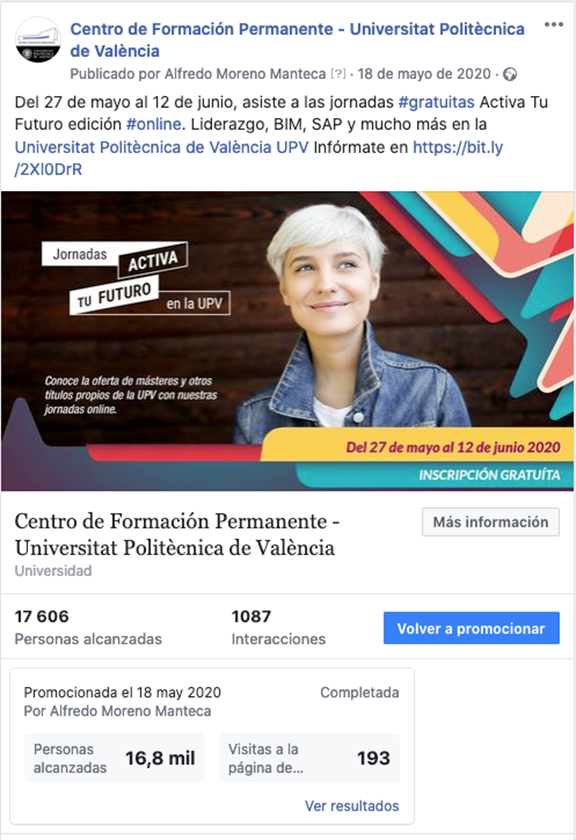 Centro de Formación Permanente - Universitat Politècnica
de València
Publicado por Alfredo Moreno Manteca [?] · 18 de mayo de 2020 ·
Del 27 de mayo al 12 de junio, asiste a las jornadas #gratuitas Activa Tu
Futuro edición #online. Liderazgo, BIM, SAP y mucho más en la
Universitat Politècnica de València UPV Infórmate en https://bit.ly
/2Xl0DrR
Jornadas ACTIVA
TU FUTURO en la UPV
Conoce la oferta de másteres y otros
títulos propios de la UPV con nuestras
jornadas online.
Del 27 de mayo al 12 de junio 2020
INSCRIPCIÓN GRATUÍTA
Centro de Formación Permanente -
Universitat Politècnica de València
Universidad
Más información
17 606
Personas alcanzadas
1087
Interacciones
Volver a promocionar
Promocionada el 18 may 2020
Por Alfredo Moreno Manteca
Completada
Personas
alcanzadas
16,8 mil
Visitas a la
página de...
193
Ver resultados